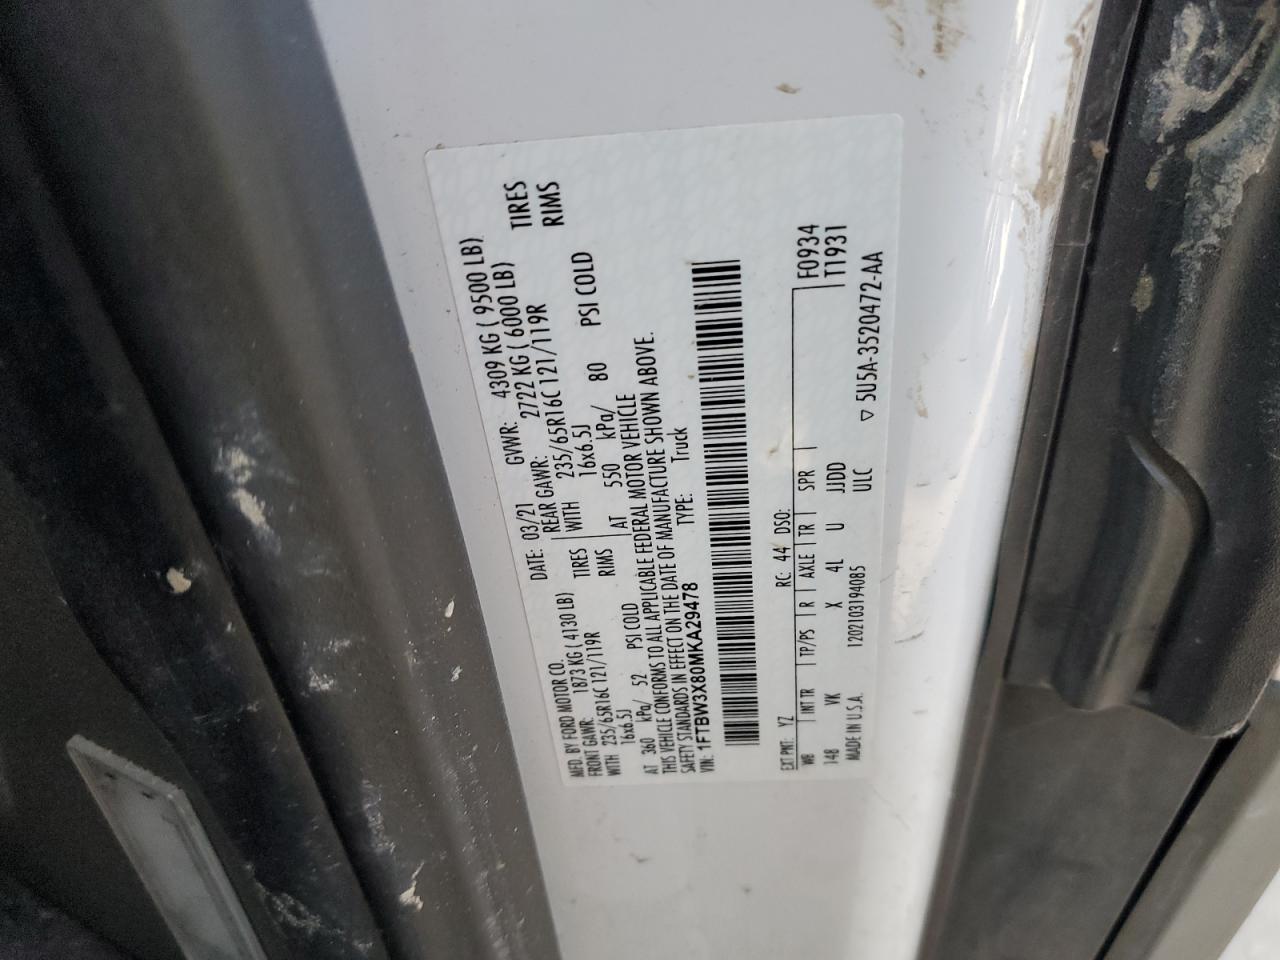 MFD. BY FORD MOTOR CO.
DATE: 03/21 GVWR: 4309 KG ( 9500 LB)
FRONT GAWR: 1873 KG ( 4130 LB) REAR GAWR: 2722 KG ( 6000 LB)
WITH 235/65R16C 121/119R TIRES WITH 235/65R16C 121/119R TIRES
16x6.5J RIMS 16x6.5J RIMS
AT 360 kPa/ 52 PSI COLD AT 550 kPa/ 80 PSI COLD
THIS VEHICLE CONFORMS TO ALL APPLICABLE FEDERAL MOTOR VEHICLE
SAFETY STANDARDS IN EFFECT ON THE DATE OF MANUFACTURE SHOWN ABOVE.
VIN: 1FTBW3X80MKA29478 TYPE: Truck
EXT PNT: YZ RC: 44 DSO: F0934
WB INT TR TP/PS R AXLE TR SPR T1931
148 VK X 4L U JJDD
MADE IN U.S.A. 1202103194085 ULC ▽ 5U5A-3520472-AA